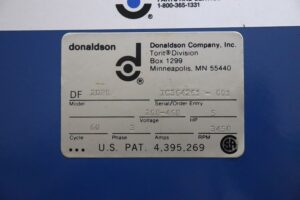 1-800-365-1331
donaldson
Donaldson Company, Inc.
Torit® Division
Box 1299
Minneapolis, MN 55440
DF
Model
Serial/Order Entry
Voltage
HP
60 3 3450
Cycle Phase Amps RPM
U.S. PAT. 4,395,269